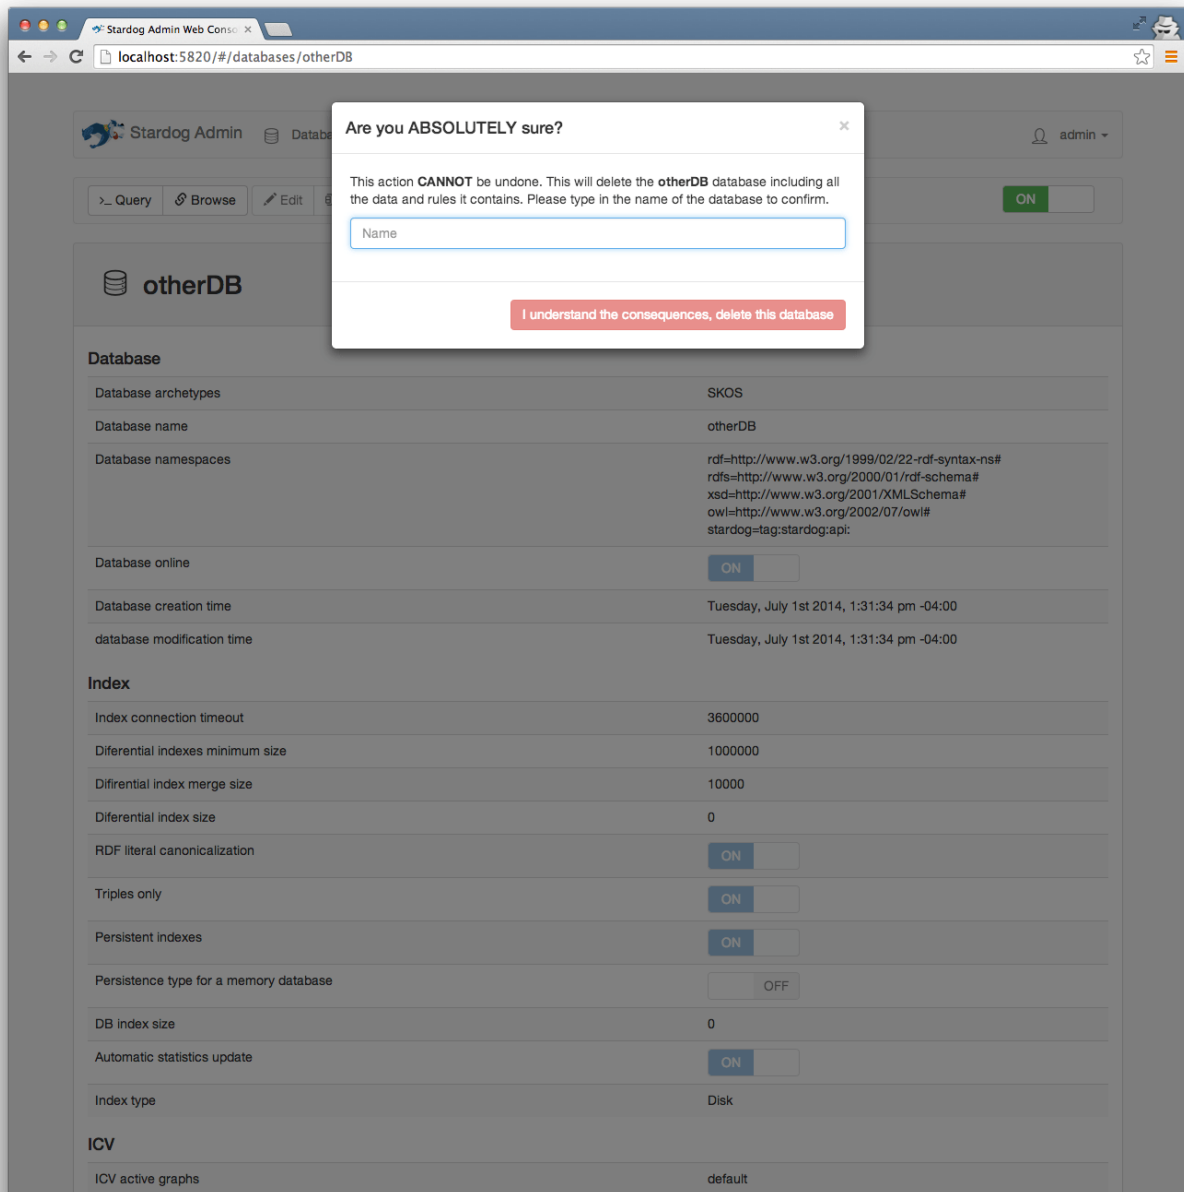 Stardog Admin Web Conso
localhost:5820/#/databases/otherDB
Stardog Admin
admin
>_ Query Browse Edit
ON
Are you ABSOLUTELY sure?
This action CANNOT be undone. This will delete the otherDB database including all
the data and rules it contains. Please type in the name of the database to confirm.
Name
I understand the consequences, delete this database
otherDB
Database
Database archetypes SKOS
Database name otherDB
Database namespaces rdf=http://www.w3.org/1999/02/22-rdf-syntax-ns#
rdfs=http://www.w3.org/2000/01/rdf-schema#
xsd=http://www.w3.org/2001/XMLSchema#
owl=http://www.w3.org/2002/07/owl#
stardog=tag:stardog:api:
Database online ON
Database creation time Tuesday, July 1st 2014, 1:31:34 pm -04:00
database modification time Tuesday, July 1st 2014, 1:31:34 pm -04:00
Index
Index connection timeout 3600000
Diferential indexes minimum size 1000000
Difirential index merge size 10000
Diferential index size 0
RDF literal canonicalization ON
Triples only ON
Persistent indexes ON
Persistence type for a memory database OFF
DB index size 0
Automatic statistics update ON
Index type Disk
ICV
ICV active graphs default